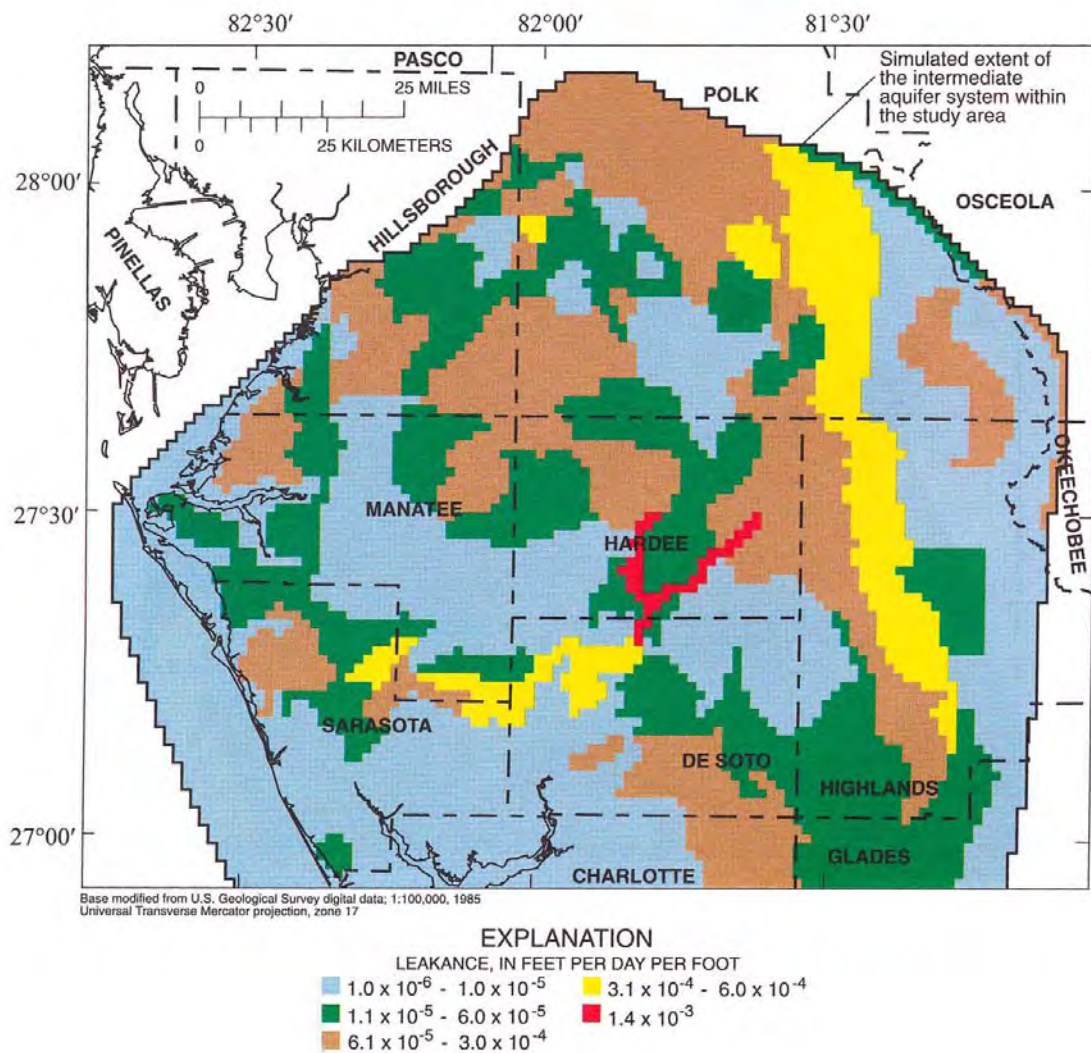 82°30′ 82°00′ 81°30′
PASCO
0 25 MILES
0 25 KILOMETERS
POLK
Simulated extent of
the intermediate
aquifer system within
the study area
28°00′
HILLSBOROUGH
OSCEOLA
PINELLAS
OKEECHOBEE
27°30′
MANATEE
HARDEE
SARASOTA
DE SOTO
HIGHLANDS
27°00′
GLADES
CHARLOTTE
Base modified from U.S. Geological Survey digital data; 1:100,000, 1985
Universal Transverse Mercator projection, zone 17
EXPLANATION
LEAKANCE, IN FEET PER DAY PER FOOT
1.0 x 10⁻⁶ - 1.0 x 10⁻⁵
1.1 x 10⁻⁵ - 6.0 x 10⁻⁵
6.1 x 10⁻⁵ - 3.0 x 10⁻⁴
3.1 x 10⁻⁴ - 6.0 x 10⁻⁴
1.4 x 10⁻³